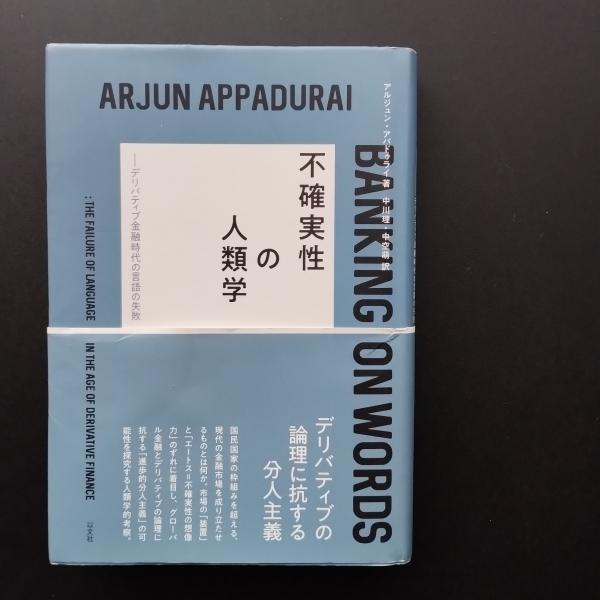 ARJUN APPADURAI
アルジュン・アパドゥライ著 中川理・中空萌訳
BANKING ON WORDS
不確実性
の
人類学
──デリバティブ金融時代の言語の失敗
: THE FAILURE OF LANGUAGE IN THE AGE OF DERIVATIVE FINANCE
デリバティブの
論理に抗する
分人主義
国民国家の枠組みを超える、
現代の金融市場を成り立たせ
るものとは何か。市場の「装置」
と「エートス=不確実性の想像
力」のずれに着目し、グローバ
ル金融とデリバティブの論理に
抗する「進歩的分人主義」の可
能性を探究する人類学的考察。
以文社